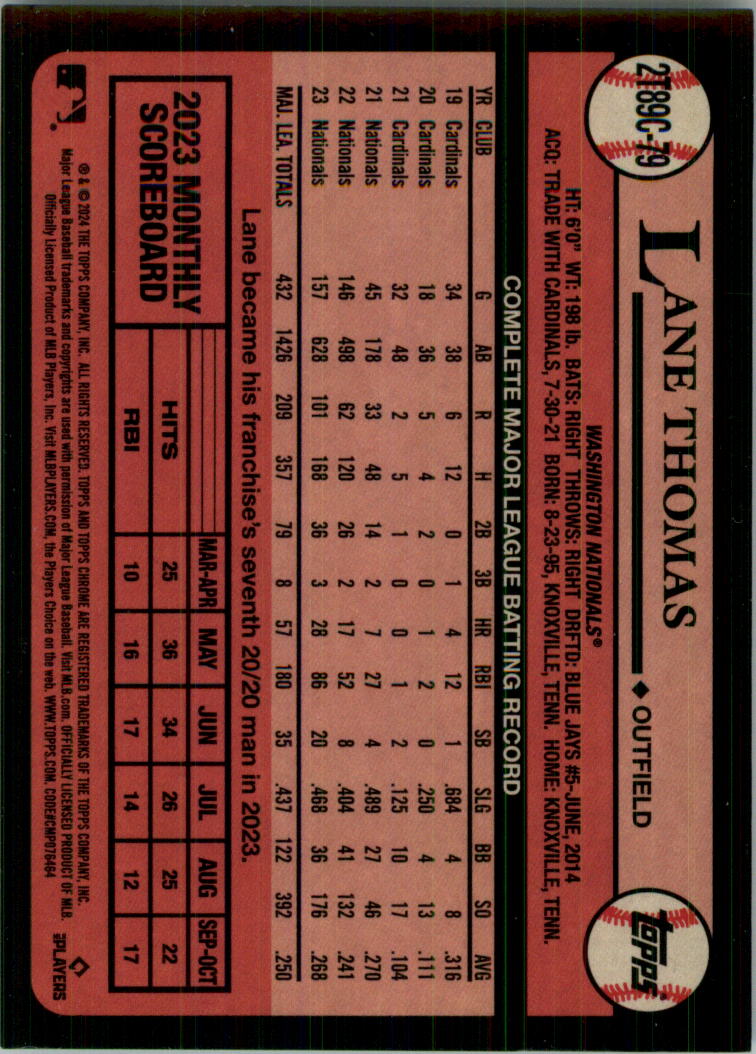 2T89C-79
LANE THOMAS ◆ OUTFIELD
topps®
WASHINGTON NATIONALS®
HT: 6'0" WT: 198 lb. BATS: RIGHT THROWS: RIGHT DRFTD: BLUE JAYS #5-JUNE, 2014
ACQ: TRADE WITH CARDINALS, 7-30-21 BORN: 8-23-95, KNOXVILLE, TENN. HOME: KNOXVILLE, TENN.
COMPLETE MAJOR LEAGUE BATTING RECORD
YR CLUB G AB R H 2B 3B HR RBI SB SLG BB SO AVG
19 Cardinals 34 38 6 12 0 1 4 12 1 .684 4 8 .316
20 Cardinals 18 36 5 4 2 0 1 2 0 .250 4 13 .111
21 Cardinals 32 48 2 5 1 0 0 1 2 .125 10 17 .104
21 Nationals 45 178 33 48 14 2 7 27 4 .489 27 46 .270
22 Nationals 146 498 62 120 26 2 17 52 8 .404 41 132 .241
23 Nationals 157 628 101 168 36 3 28 86 20 .468 36 176 .268
MAJ. LEA. TOTALS 432 1426 209 357 79 8 57 180 35 .437 122 392 .250
Lane became his franchise's seventh 20/20 man in 2023.
2023 MONTHLY
SCOREBOARD
MAR-APR MAY JUN JUL AUG SEP-OCT
HITS 25 36 34 26 25 22
RBI 10 16 17 14 12 17
® & © 2024 THE TOPPS COMPANY, INC. ALL RIGHTS RESERVED. TOPPS AND TOPPS CHROME ARE REGISTERED TRADEMARKS OF THE TOPPS COMPANY, INC.
Major League Baseball trademarks and copyrights are used with permission of Major League Baseball. Visit MLB.com. OFFICIALLY LICENSED PRODUCT OF MLB
Officially Licensed Product of MLB Players, Inc. Visit MLBPLAYERS.COM, the Players Choice on the web. WWW.TOPPS.COM. CODE#CMP076464
MLB PLAYERS